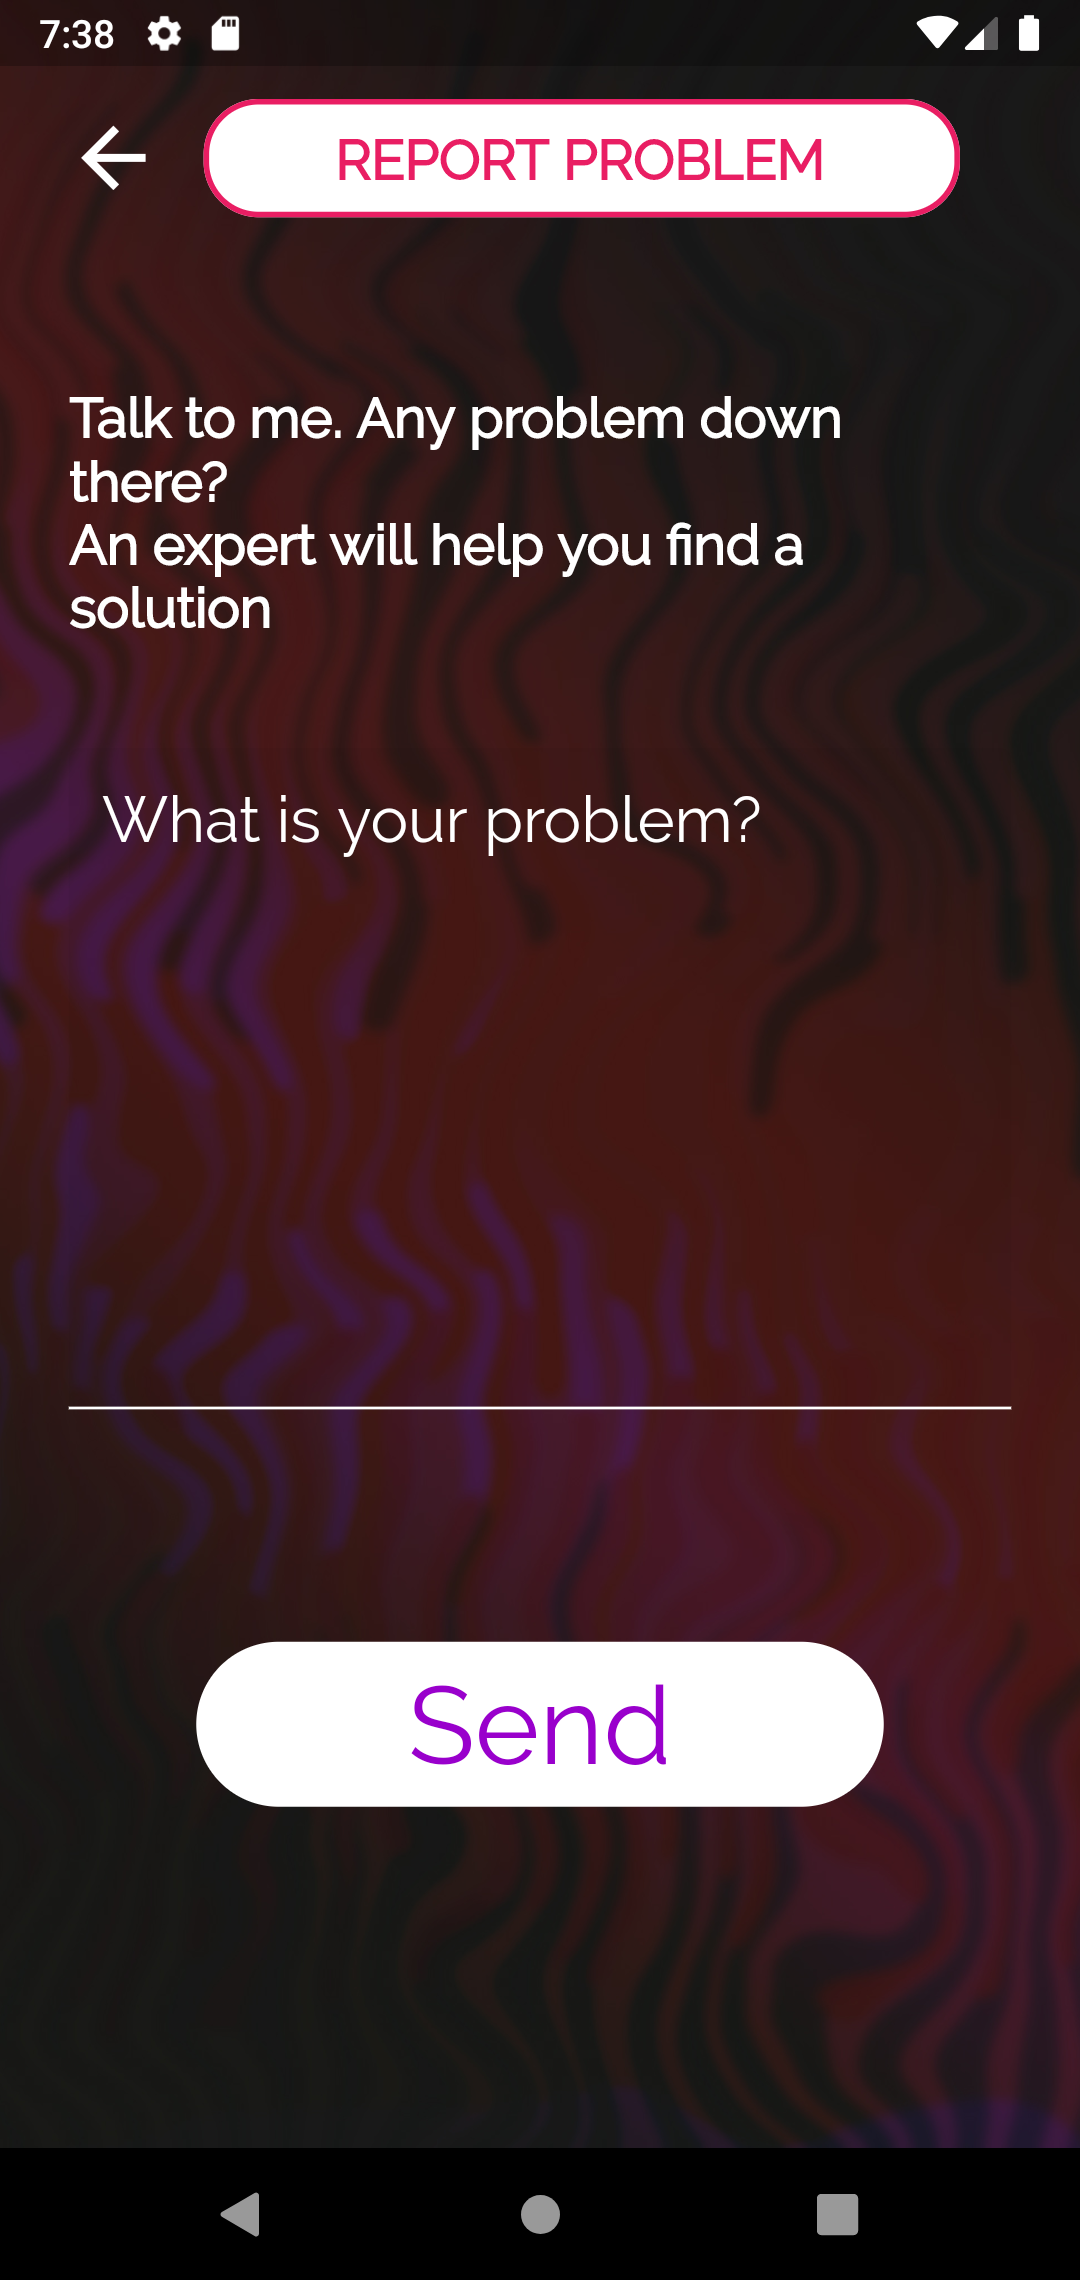 7:38
REPORT PROBLEM
Talk to me. Any problem down
there?
An expert will help you find a
solution
What is your problem?
Send